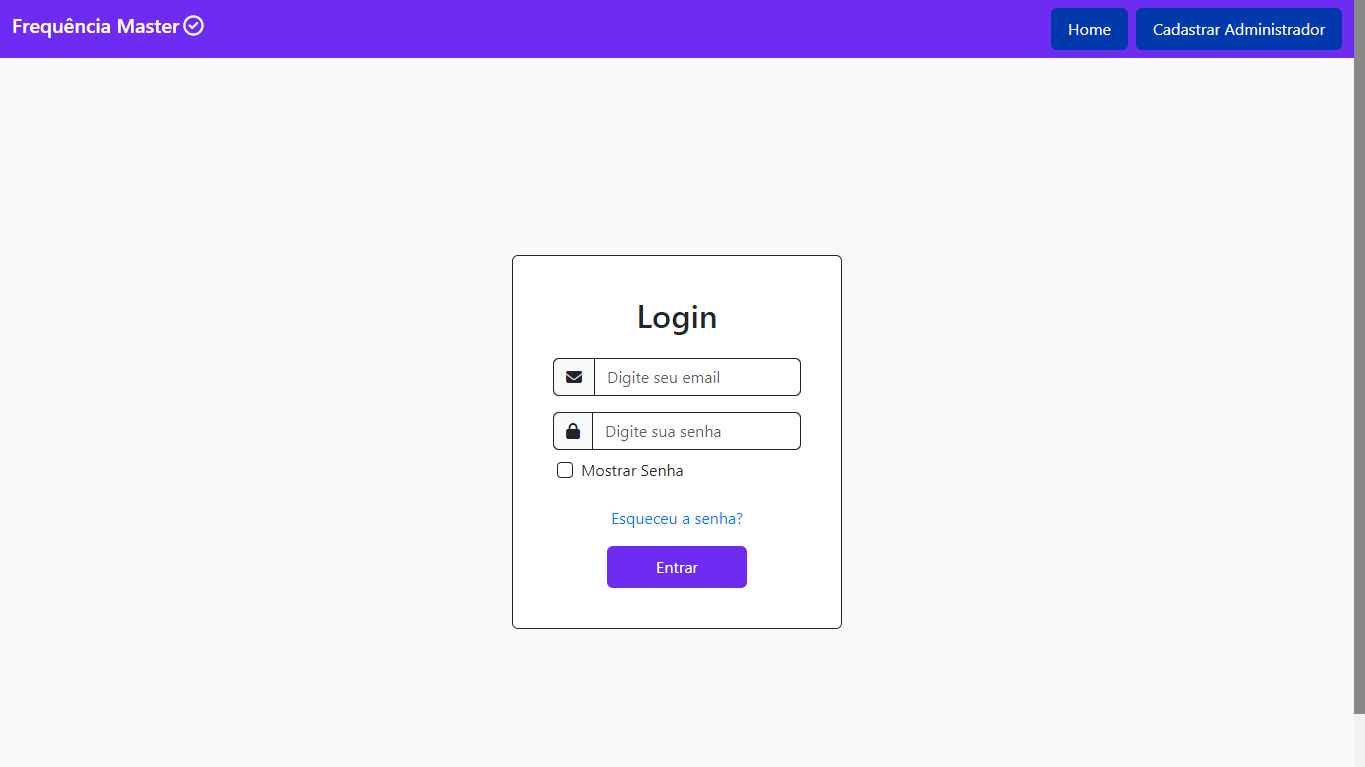 Frequência Master
Home
Cadastrar Administrador
Login
Digite seu email
Digite sua senha
Mostrar Senha
Esqueceu a senha?
Entrar